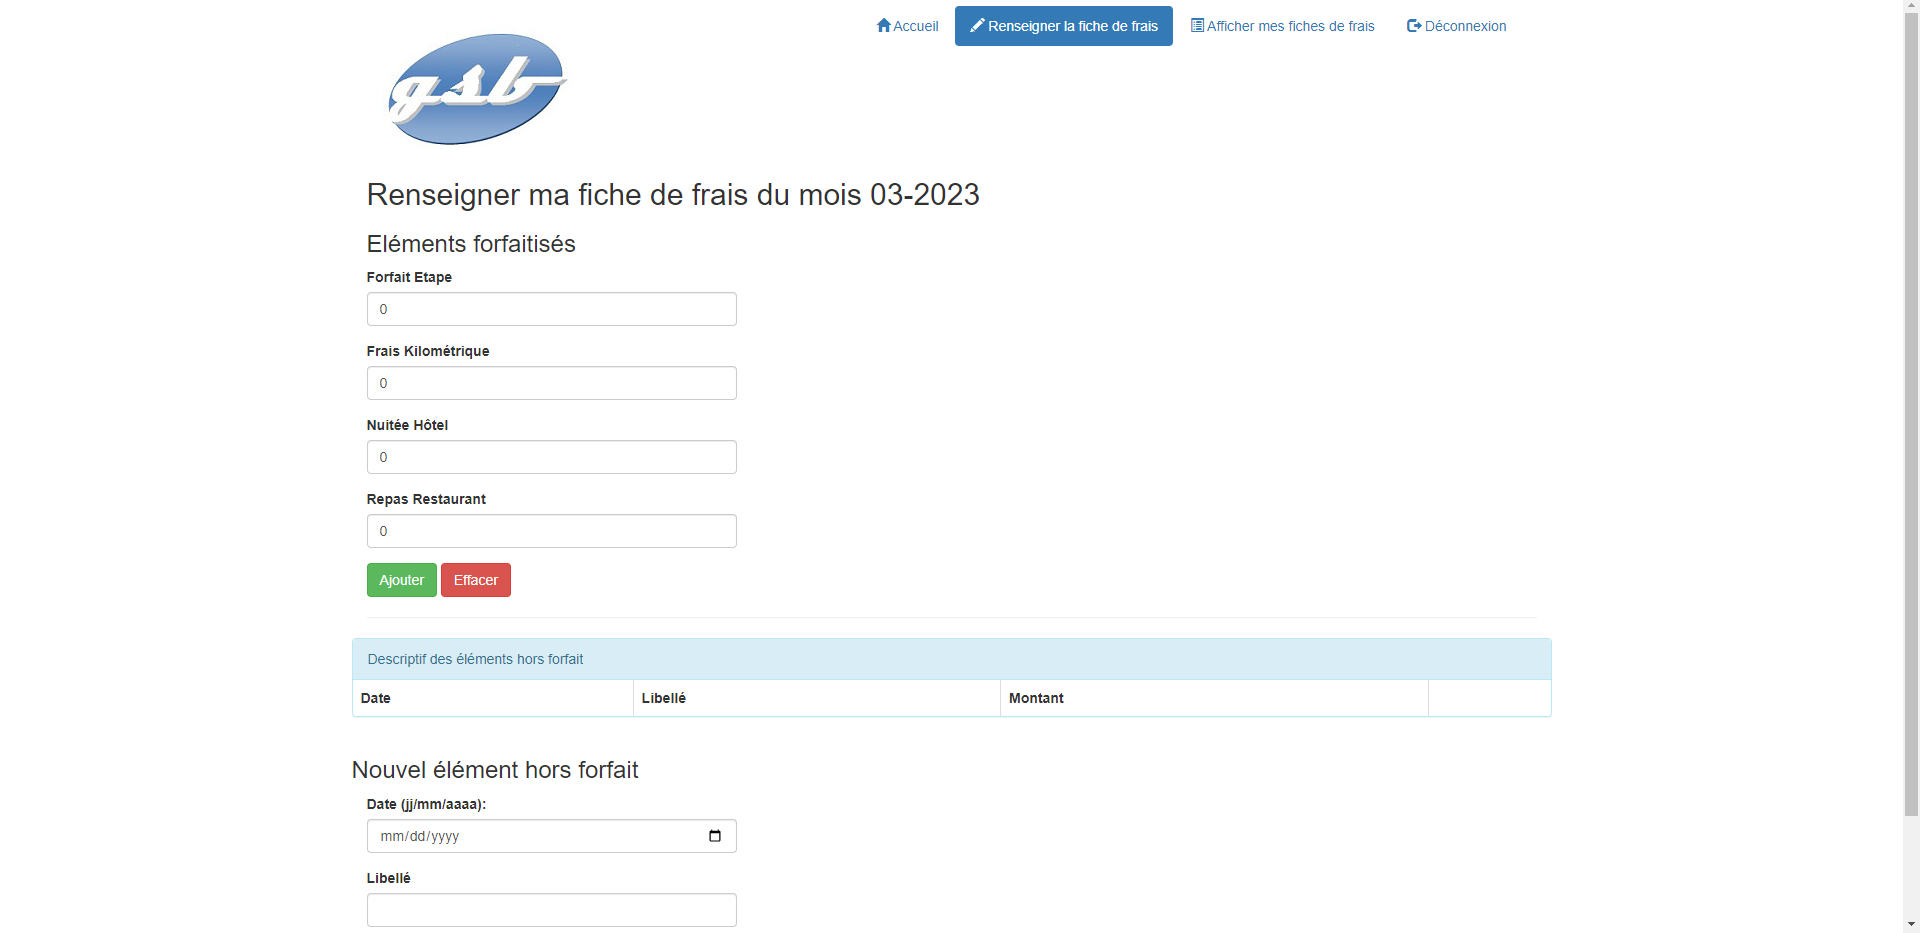 Accueil Renseigner la fiche de frais Afficher mes fiches de frais Déconnexion
gsb
Renseigner ma fiche de frais du mois 03-2023
Eléments forfaitisés
Forfait Etape
0
Frais Kilométrique
0
Nuitée Hôtel
0
Repas Restaurant
0
Ajouter Effacer
Descriptif des éléments hors forfait
Date Libellé Montant
Nouvel élément hors forfait
Date (jj/mm/aaaa):
mm/dd/yyyy
Libellé